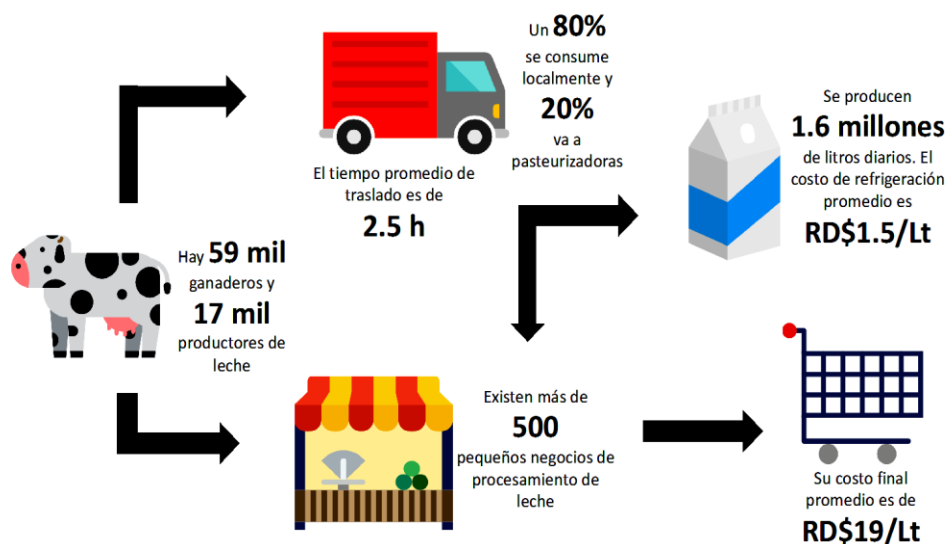 Hay 59 mil
ganaderos y
17 mil
productores de
leche
El tiempo promedio de
traslado es de
2.5 h
Un 80%
se consume
localmente y
20%
va a
pasteurizadoras
Existen más de
500
pequeños negocios de
procesamiento de
leche
Se producen
1.6 millones
de litros diarios. El
costo de refrigeración
promedio es
RD$1.5/Lt
Su costo final
promedio es de
RD$19/Lt